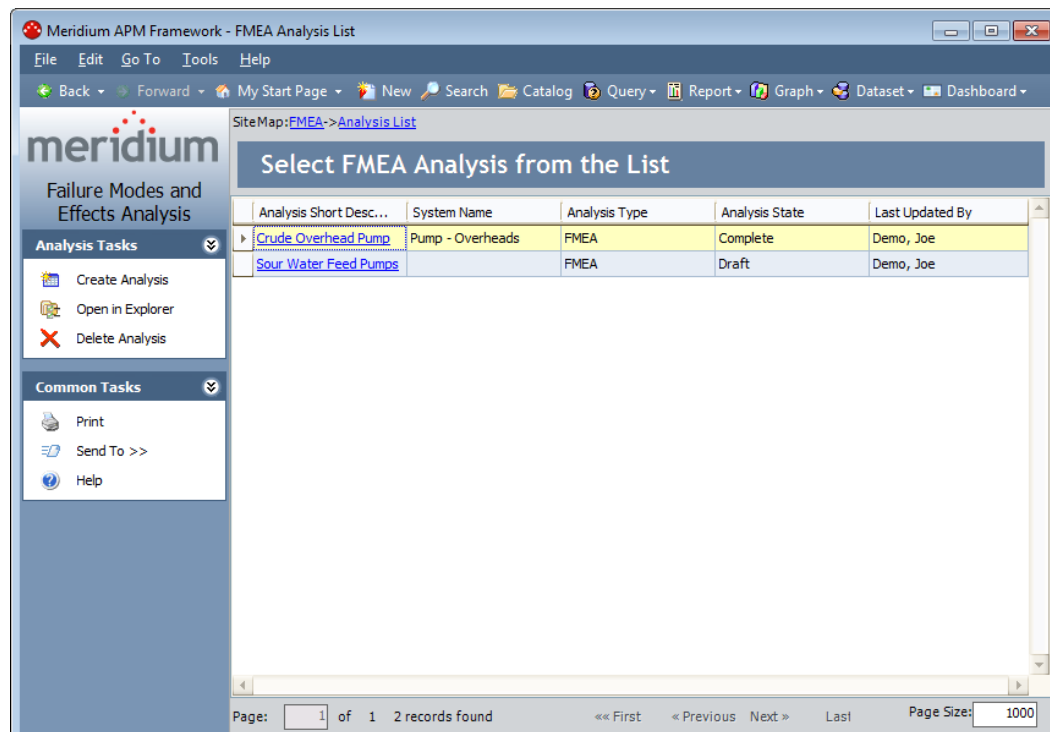 Meridium APM Framework - FMEA Analysis List
File Edit Go To Tools Help
Back Forward My Start Page New Search Catalog Query Report Graph Dataset Dashboard
meridium
Failure Modes and
Effects Analysis
Analysis Tasks
Create Analysis
Open in Explorer
Delete Analysis
Common Tasks
Print
Send To >>
Help
SiteMap:FMEA->Analysis List
Select FMEA Analysis from the List
Analysis Short Desc... System Name Analysis Type Analysis State Last Updated By
Crude Overhead Pump Pump - Overheads FMEA Complete Demo, Joe
Sour Water Feed Pumps FMEA Draft Demo, Joe
Page: 1 of 1 2 records found «« First « Previous Next » Last Page Size: 1000